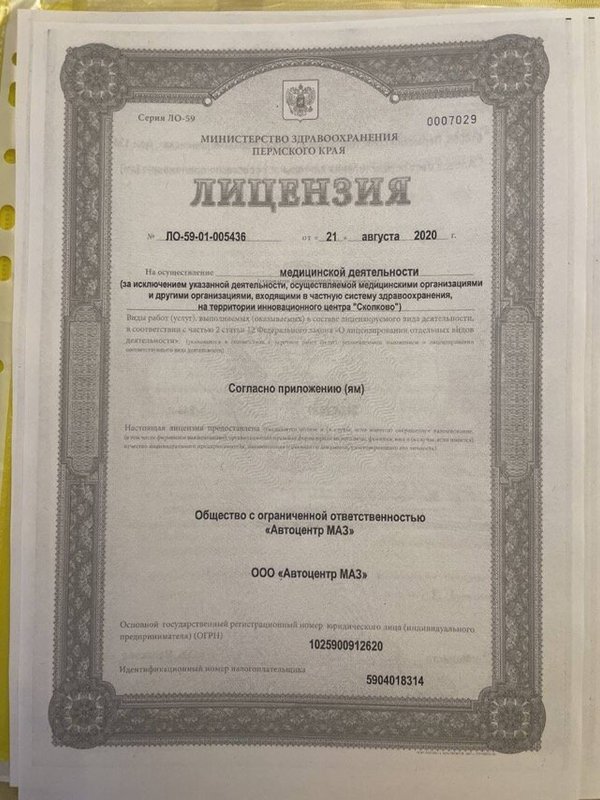 Серия ЛО-59
0007029
МИНИСТЕРСТВО ЗДРАВООХРАНЕНИЯ
ПЕРМСКОГО КРАЯ
ЛИЦЕНЗИЯ
№ ЛО-59-01-005436 от « 21 » августа 2020 г.
На осуществление медицинской деятельности
(за исключением указанной деятельности, осуществляемой медицинскими организациями
и другими организациями, входящими в частную систему здравоохранения,
на территории инновационного центра "Сколково")
Виды работ (услуг), выполняемых (оказываемых) в составе лицензируемого вида деятельности,
в соответствии с частью 2 статьи 12 Федерального закона «О лицензировании отдельных видов
деятельности»:
Согласно приложению (ям)
Настоящая лицензия предоставлена
Общество с ограниченной ответственностью
«Автоцентр МАЗ»
ООО «Автоцентр МАЗ»
Основной государственный регистрационный номер юридического лица (индивидуального
предпринимателя) (ОГРН)
1025900912620
Идентификационный номер налогоплательщика
5904018314